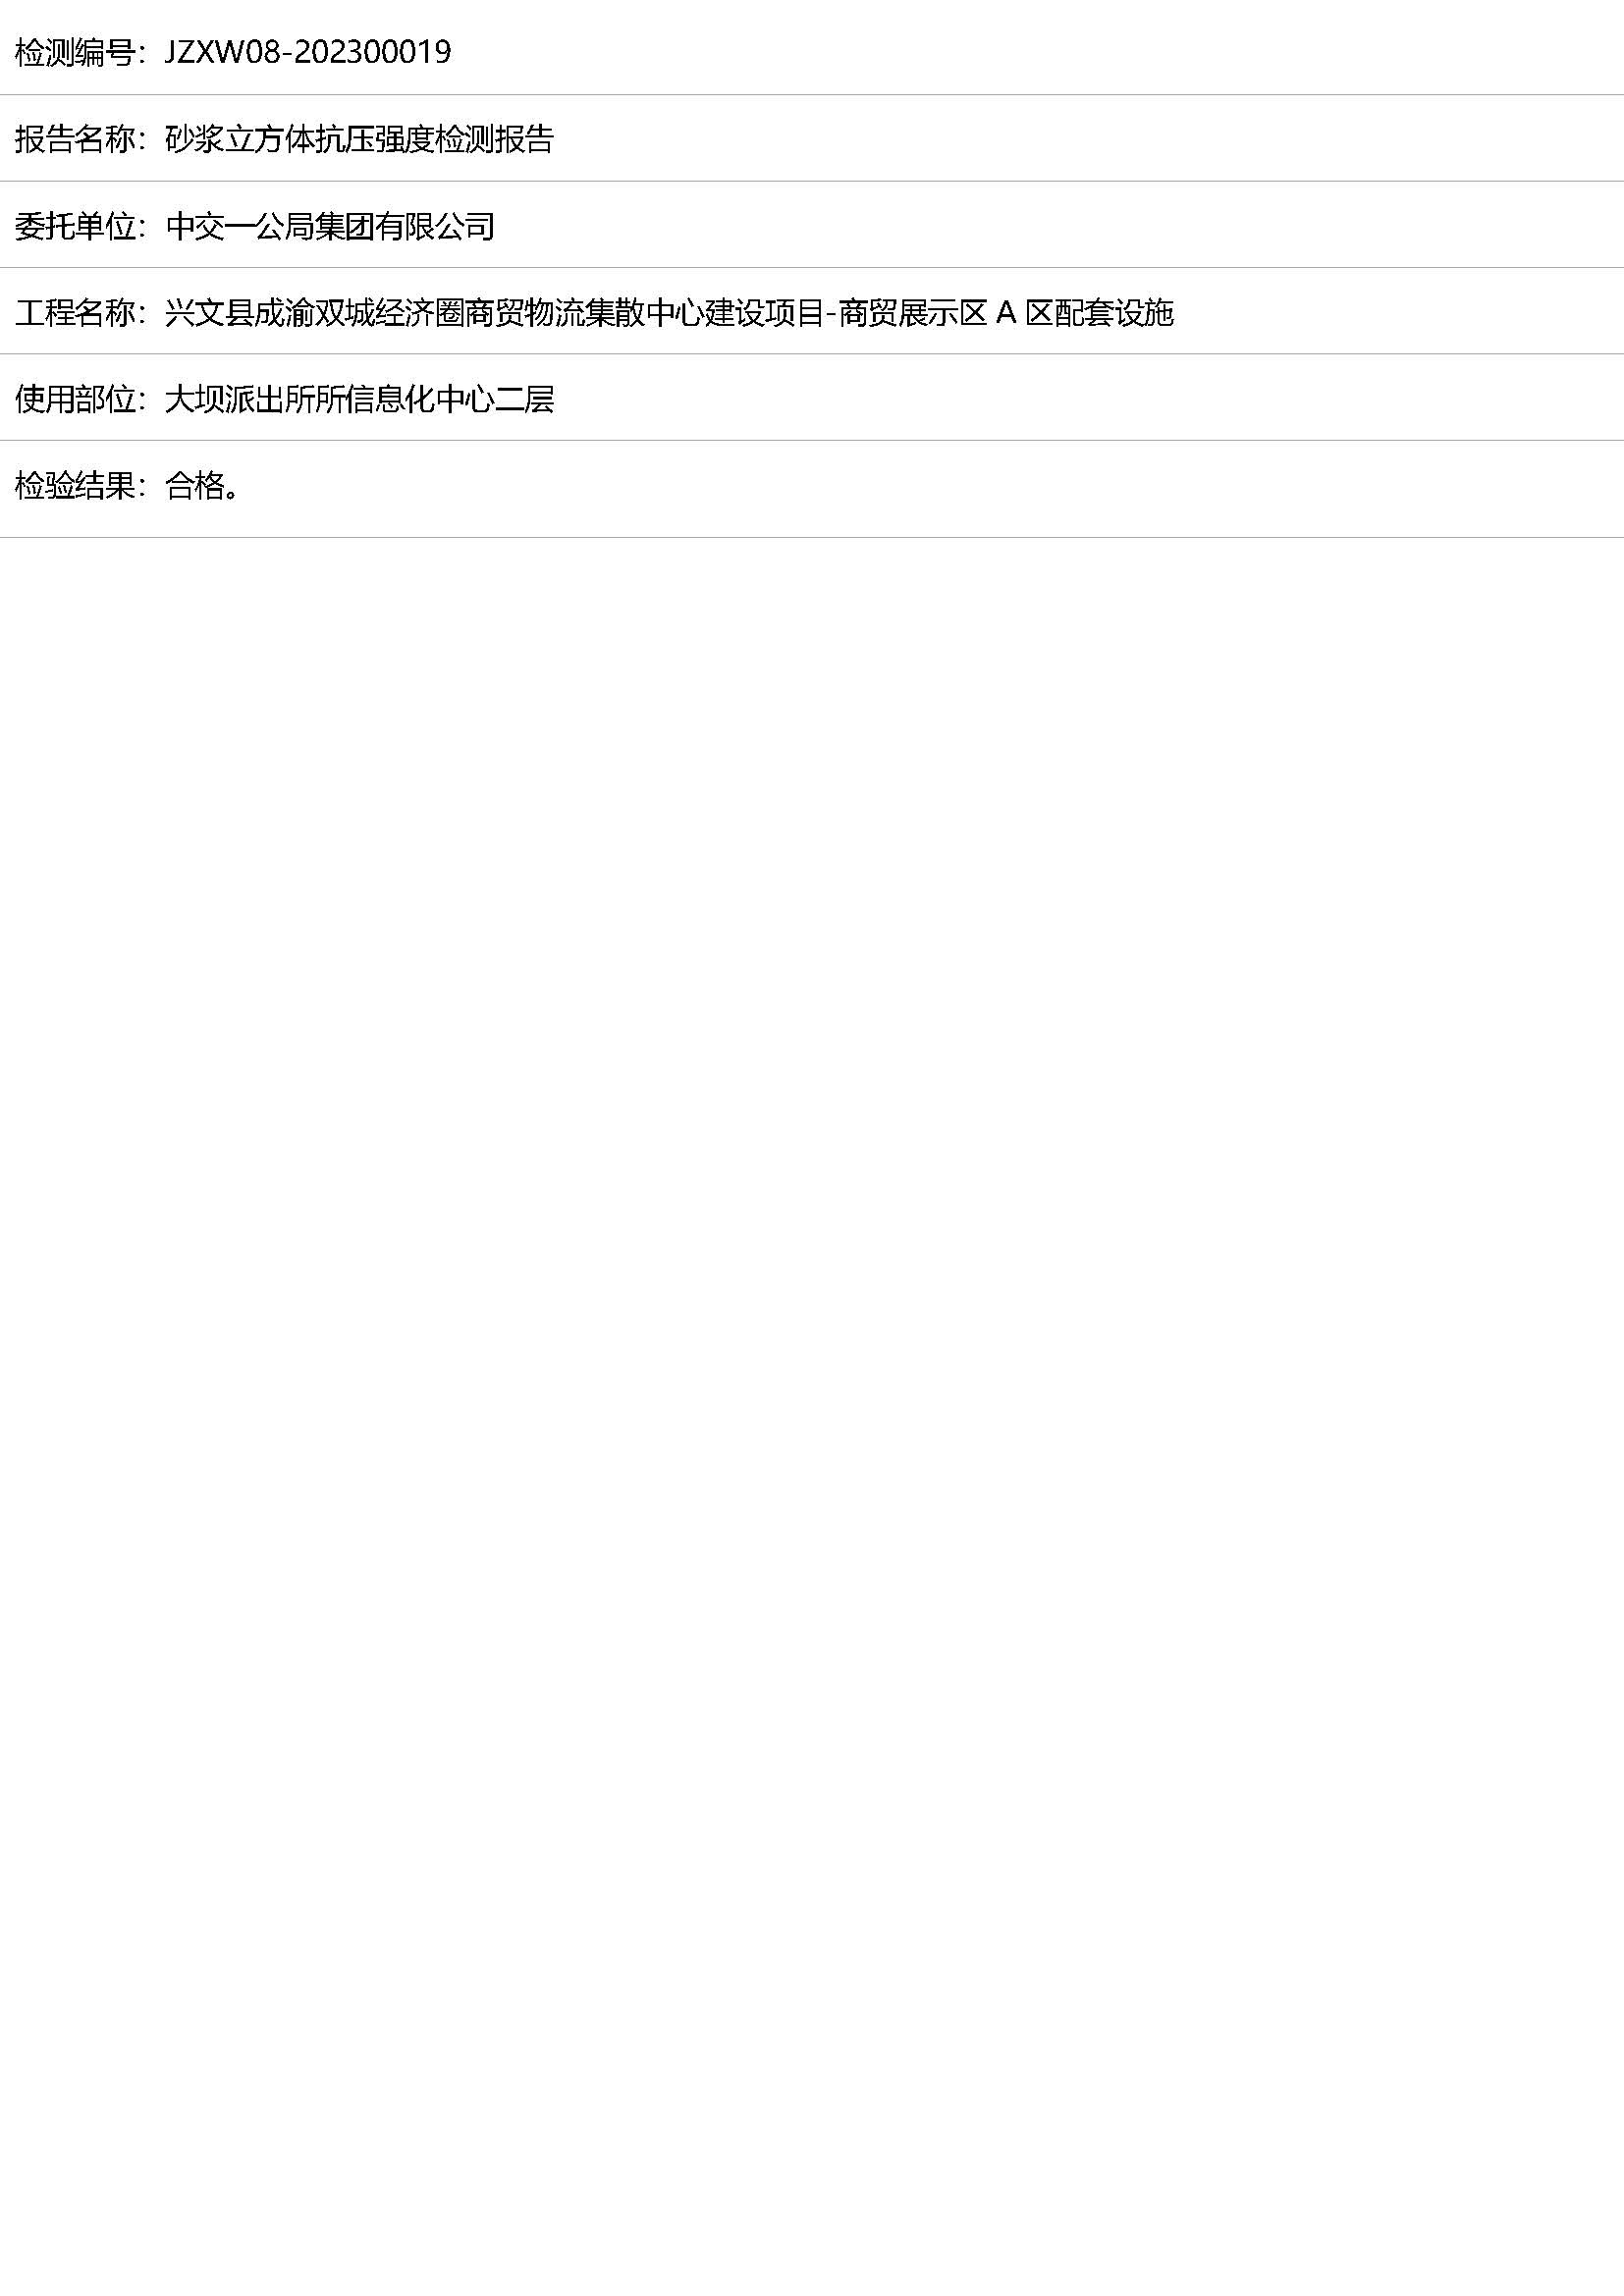 检测编号：JZXW08-202300019
报告名称：砂浆立方体抗压强度检测报告
委托单位：中交一公局集团有限公司
工程名称：兴文县成渝双城经济圈商贸物流集散中心建设项目-商贸展示区 A 区配套设施
使用部位：大坝派出所所信息化中心二层
检验结果：合格。